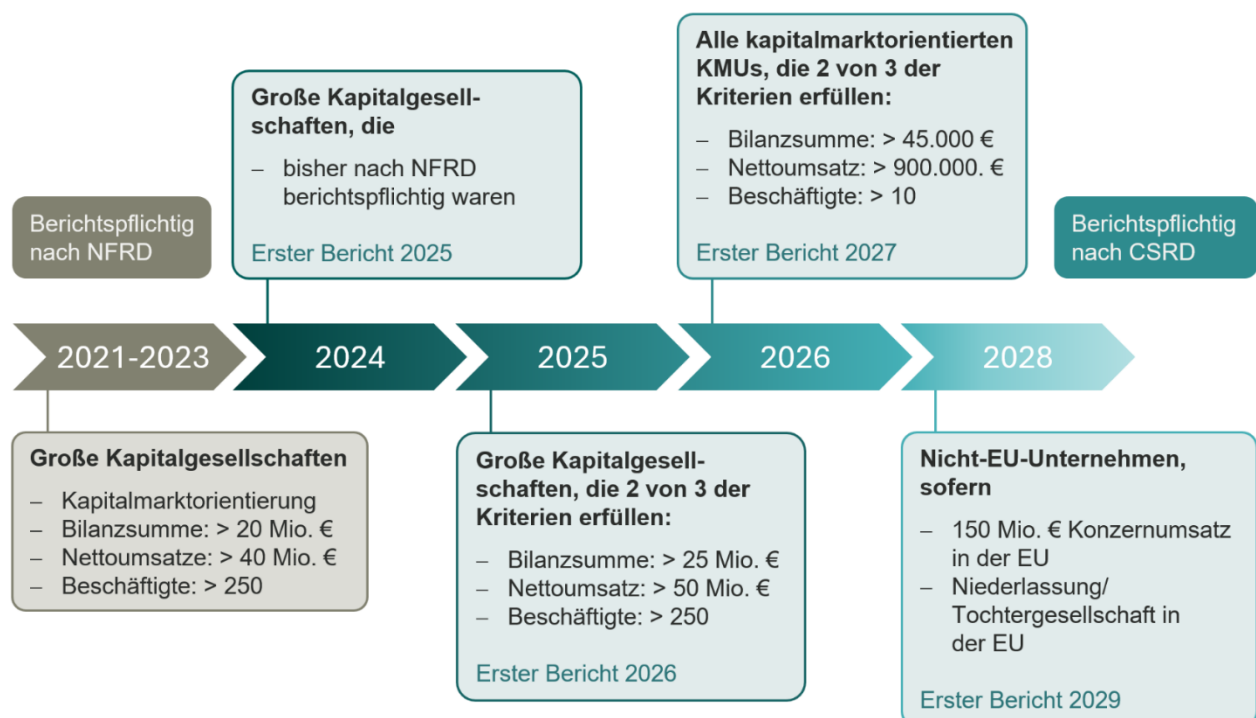 Berichtspflichtig
nach NFRD
Große Kapitalgesell-
schaften, die
– bisher nach NFRD
berichtspflichtig waren
Erster Bericht 2025
Alle kapitalmarktorientierten
KMUs, die 2 von 3 der
Kriterien erfüllen:
– Bilanzsumme: > 45.000 €
– Nettoumsatz: > 900.000. €
– Beschäftigte: > 10
Erster Bericht 2027
Berichtspflichtig
nach CSRD
2021-2023
2024
2025
2026
2028
Große Kapitalgesellschaften
– Kapitalmarktorientierung
– Bilanzsumme: > 20 Mio. €
– Nettoumsatze: > 40 Mio. €
– Beschäftigte: > 250
Große Kapitalgesell-
schaften, die 2 von 3 der
Kriterien erfüllen:
– Bilanzsumme: > 25 Mio. €
– Nettoumsatz: > 50 Mio. €
– Beschäftigte: > 250
Erster Bericht 2026
Nicht-EU-Unternehmen,
sofern
– 150 Mio. € Konzernumsatz
in der EU
– Niederlassung/
Tochtergesellschaft in
der EU
Erster Bericht 2029